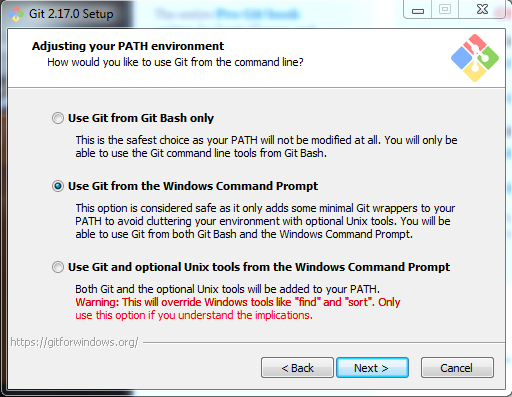 Git 2.17.0 Setup
Adjusting your PATH environment
How would you like to use Git from the command line?
Use Git from Git Bash only
This is the safest choice as your PATH will not be modified at all. You will only be
able to use the Git command line tools from Git Bash.
Use Git from the Windows Command Prompt
This option is considered safe as it only adds some minimal Git wrappers to your
PATH to avoid cluttering your environment with optional Unix tools. You will be
able to use Git from both Git Bash and the Windows Command Prompt.
Use Git and optional Unix tools from the Windows Command Prompt
Both Git and the optional Unix tools will be added to your PATH.
Warning: This will override Windows tools like "find" and "sort". Only
use this option if you understand the implications.
https://gitforwindows.org/
< Back
Next >
Cancel